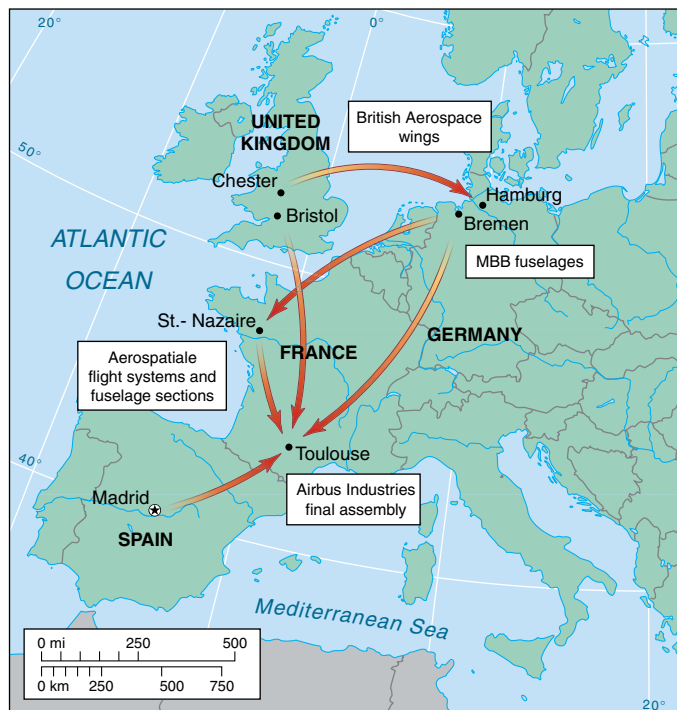 20°
0°
British Aerospace
wings
UNITED
KINGDOM
50°
Chester
Hamburg
Bristol
Bremen
ATLANTIC
OCEAN
MBB fuselages
St.- Nazaire
GERMANY
FRANCE
Aerospatiale
flight systems and
fuselage sections
Toulouse
40°
Airbus Industries
final assembly
Madrid
SPAIN
Mediterranean Sea
0 mi 250 500
0 km 250 500 750
0°
20°